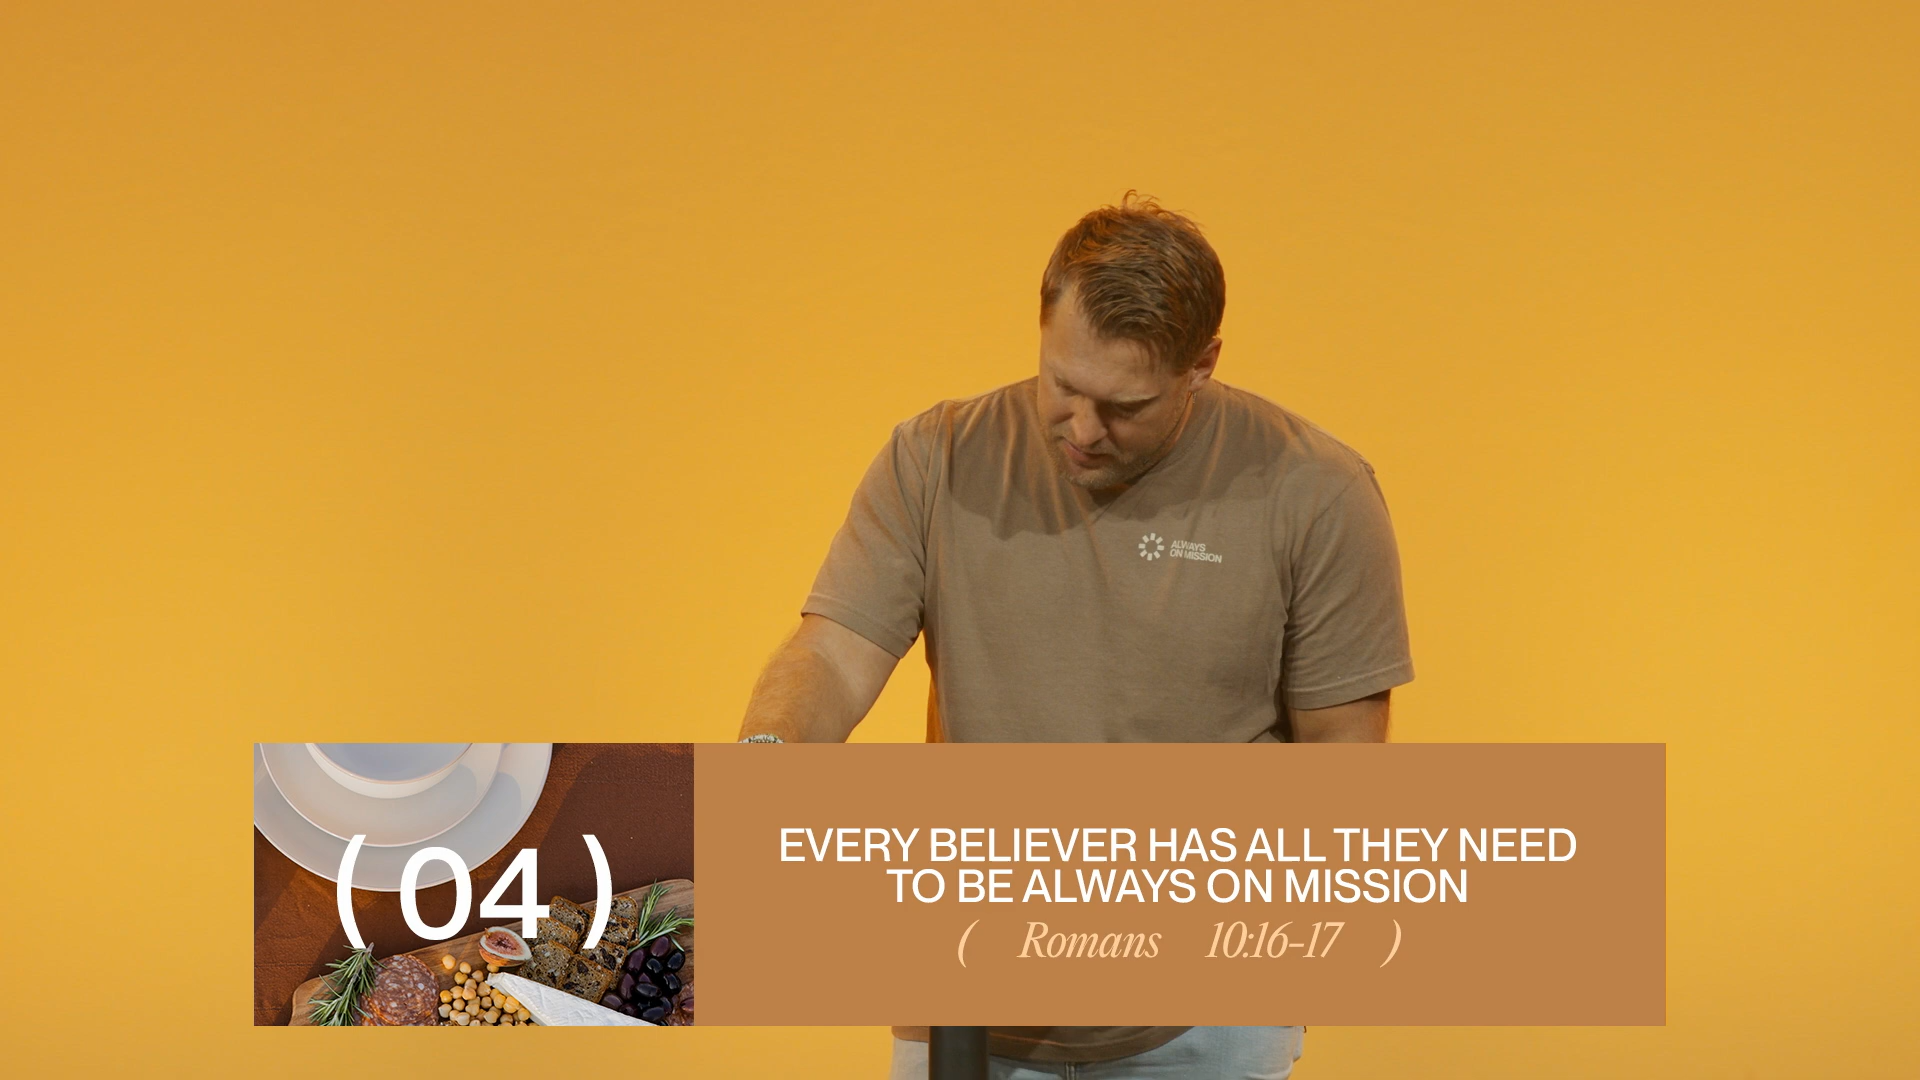 ALWAYS
ON MISSION
( 04 )
EVERY BELIEVER HAS ALL THEY NEED
TO BE ALWAYS ON MISSION
( Romans 10:16-17 )